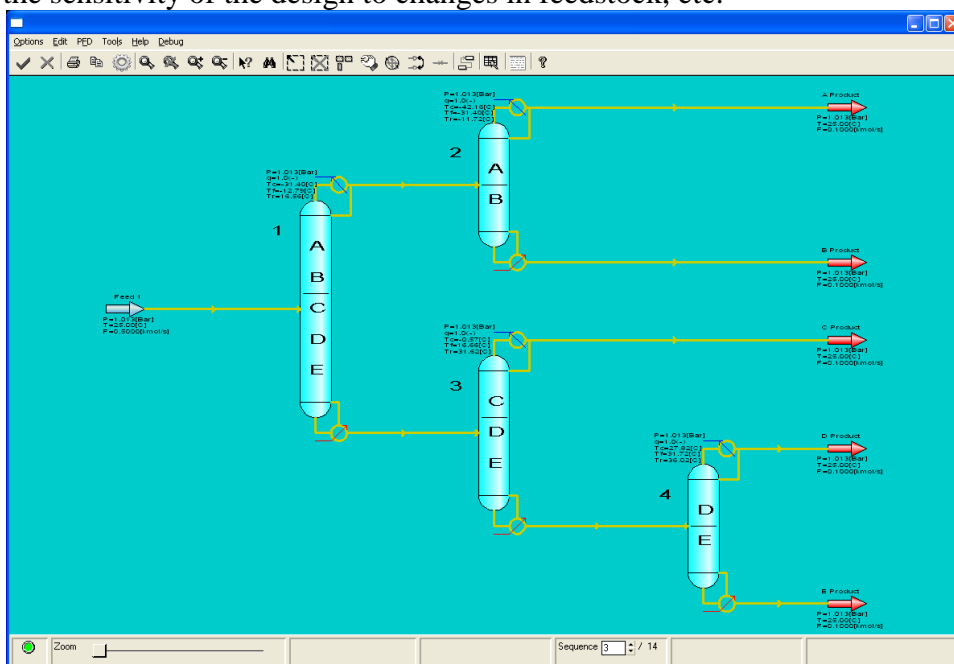 the sensitivity of the design to changes in feedstock, etc.
Options Edit PFD Tools Help Debug
P=1.013[Bar]
q=1.0(-)
Tc=-42.16[C]
Tf=-31.40[C]
Tr=-11.72[C]
2
A
B
A Product
P=1.013[Bar]
T=25.00[C]
F=0.1000[kmol/s]
P=1.013[Bar]
q=1.0(-)
Tc=-31.40[C]
Tf=-12.79[C]
Tr=16.56[C]
1
A
B
C
D
E
B Product
P=1.013[Bar]
T=25.00[C]
F=0.1000[kmol/s]
Feed 1
P=1.013[Bar]
T=25.00[C]
F=0.5000[kmol/s]
P=1.013[Bar]
q=1.0(-)
Tc=-0.57[C]
Tf=16.56[C]
Tr=31.62[C]
3
C
D
E
C Product
P=1.013[Bar]
T=25.00[C]
F=0.1000[kmol/s]
P=1.013[Bar]
q=1.0(-)
Tc=27.82[C]
Tf=31.72[C]
Tr=36.02[C]
4
D
E
D Product
P=1.013[Bar]
T=25.00[C]
F=0.1000[kmol/s]
E Product
P=1.013[Bar]
T=25.00[C]
F=0.1000[kmol/s]
Zoom
Sequence 3 / 14